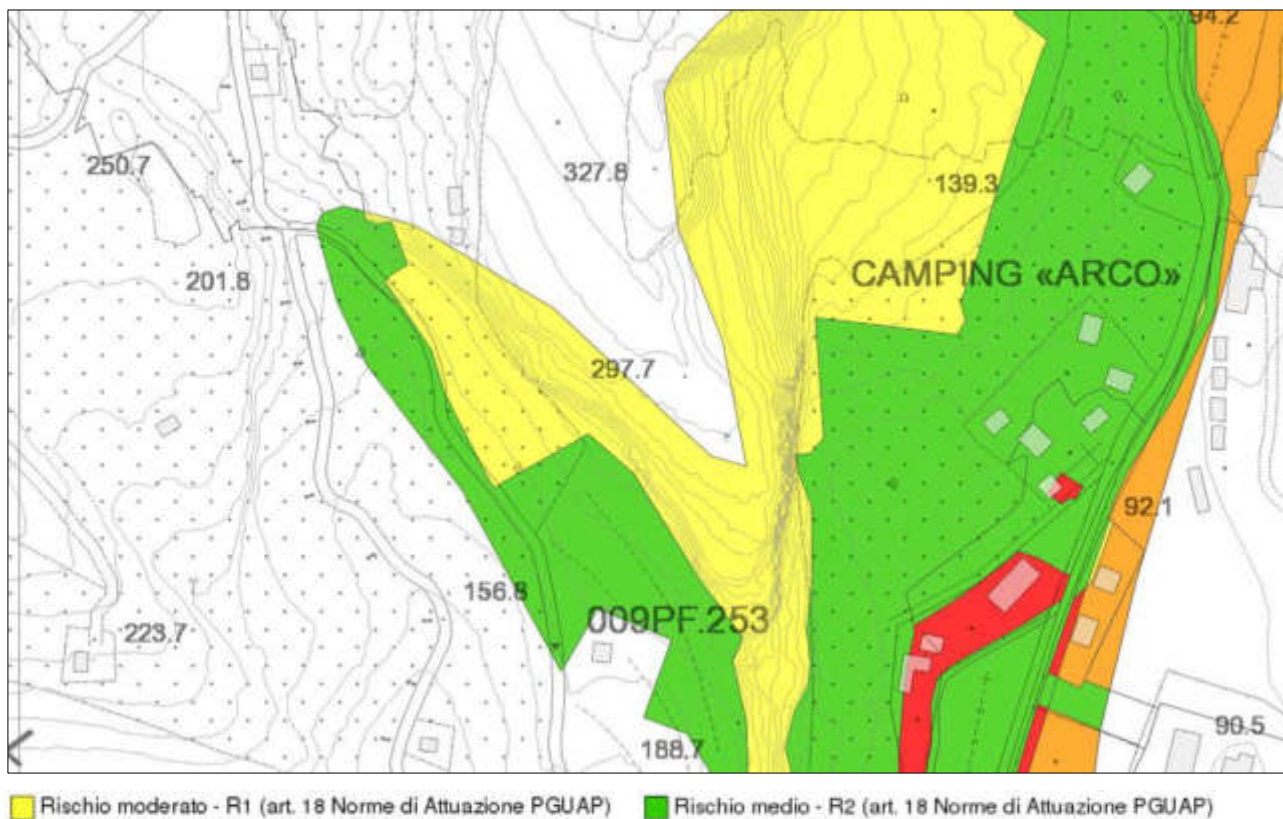 94.2
250.7
327.8
139.3
201.8
CAMPING «ARCO»
297.7
92.1
156.8
009PF.253
223.7
188.7
90.5
Rischio moderato - R1 (art. 18 Norme di Attuazione PGUAP)
Rischio medio - R2 (art. 18 Norme di Attuazione PGUAP)